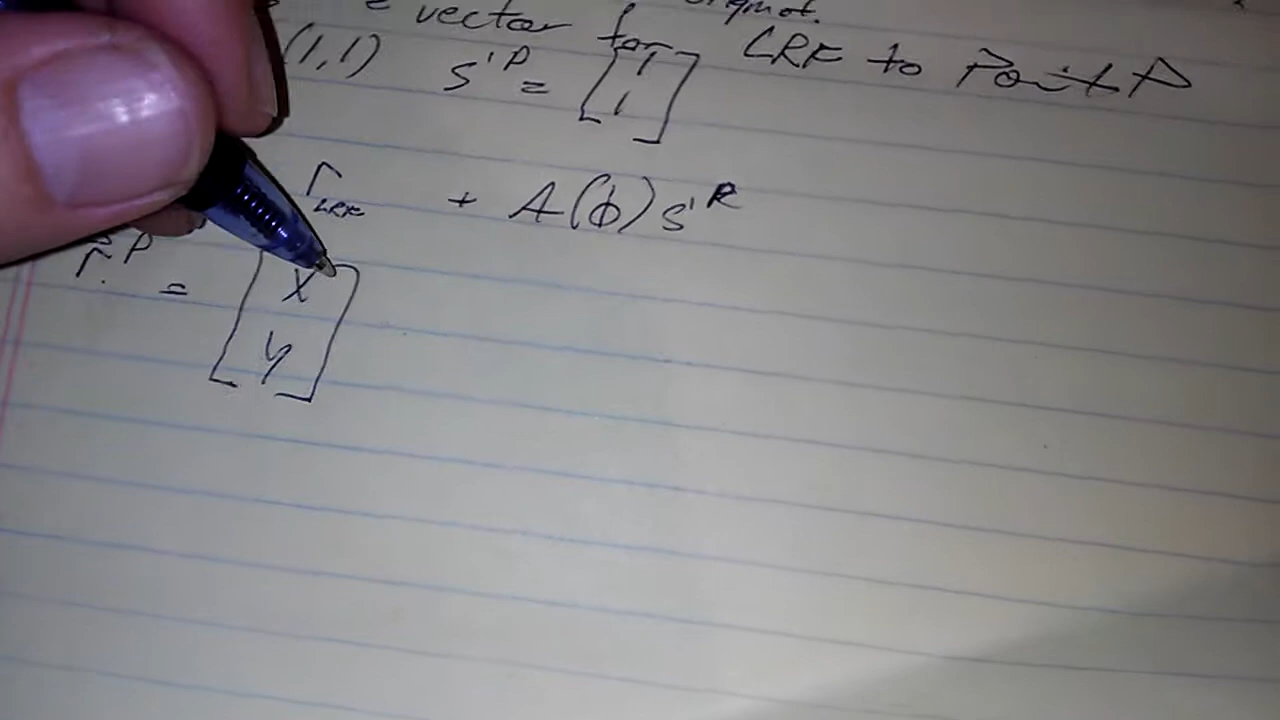 vector for LRF to Point P
(1,1) s'^P = [1 1]
r_LRF + A(φ) s'^R
r^P = [x y]